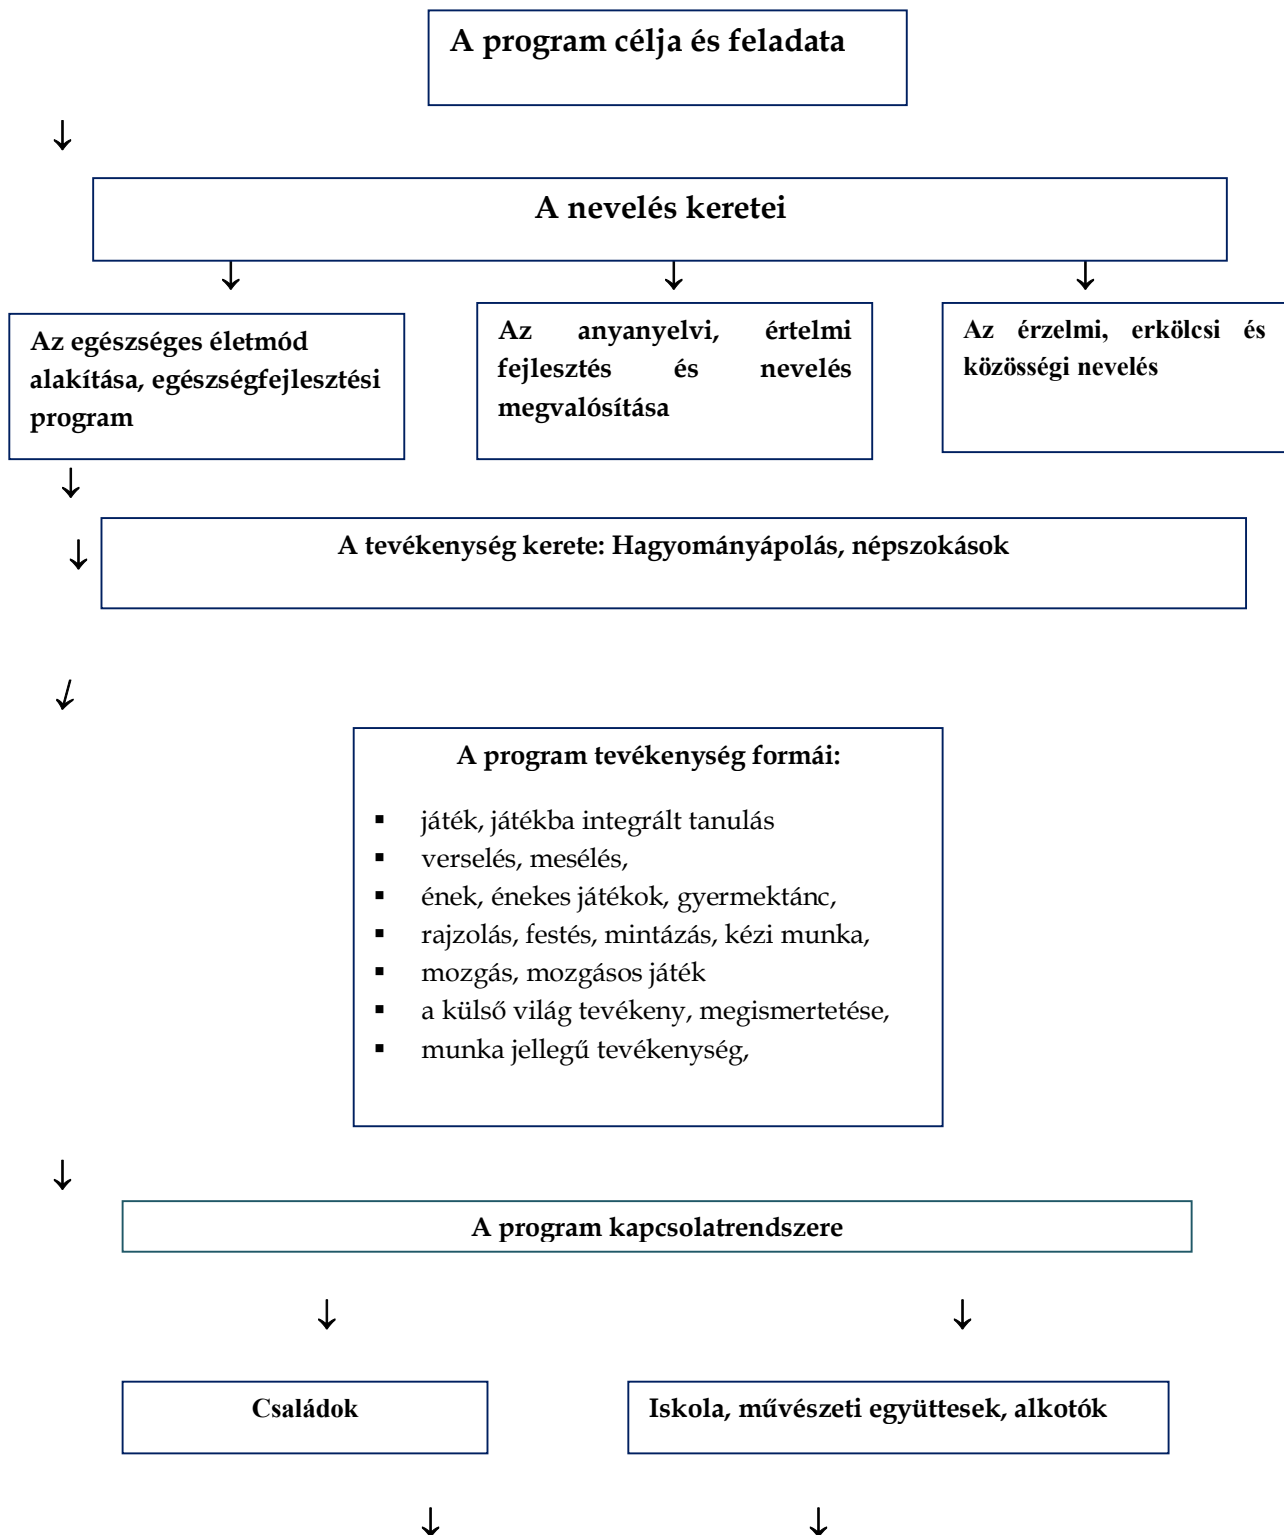 A program célja és feladata
A nevelés keretei
Az egészséges életmód
alakítása, egészségfejlesztési
program
Az anyanyelvi, értelmi
fejlesztés és nevelés
megvalósítása
Az érzelmi, erkölcsi és
közösségi nevelés
A tevékenység kerete: Hagyományápolás, népszokások
A program tevékenység formái:
▪ játék, játékba integrált tanulás
▪ verselés, mesélés,
▪ ének, énekes játékok, gyermektánc,
▪ rajzolás, festés, mintázás, kézi munka,
▪ mozgás, mozgásos játék
▪ a külső világ tevékeny, megismertetése,
▪ munka jellegű tevékenység,
A program kapcsolatrendszere
Családok
Iskola, művészeti együttesek, alkotók